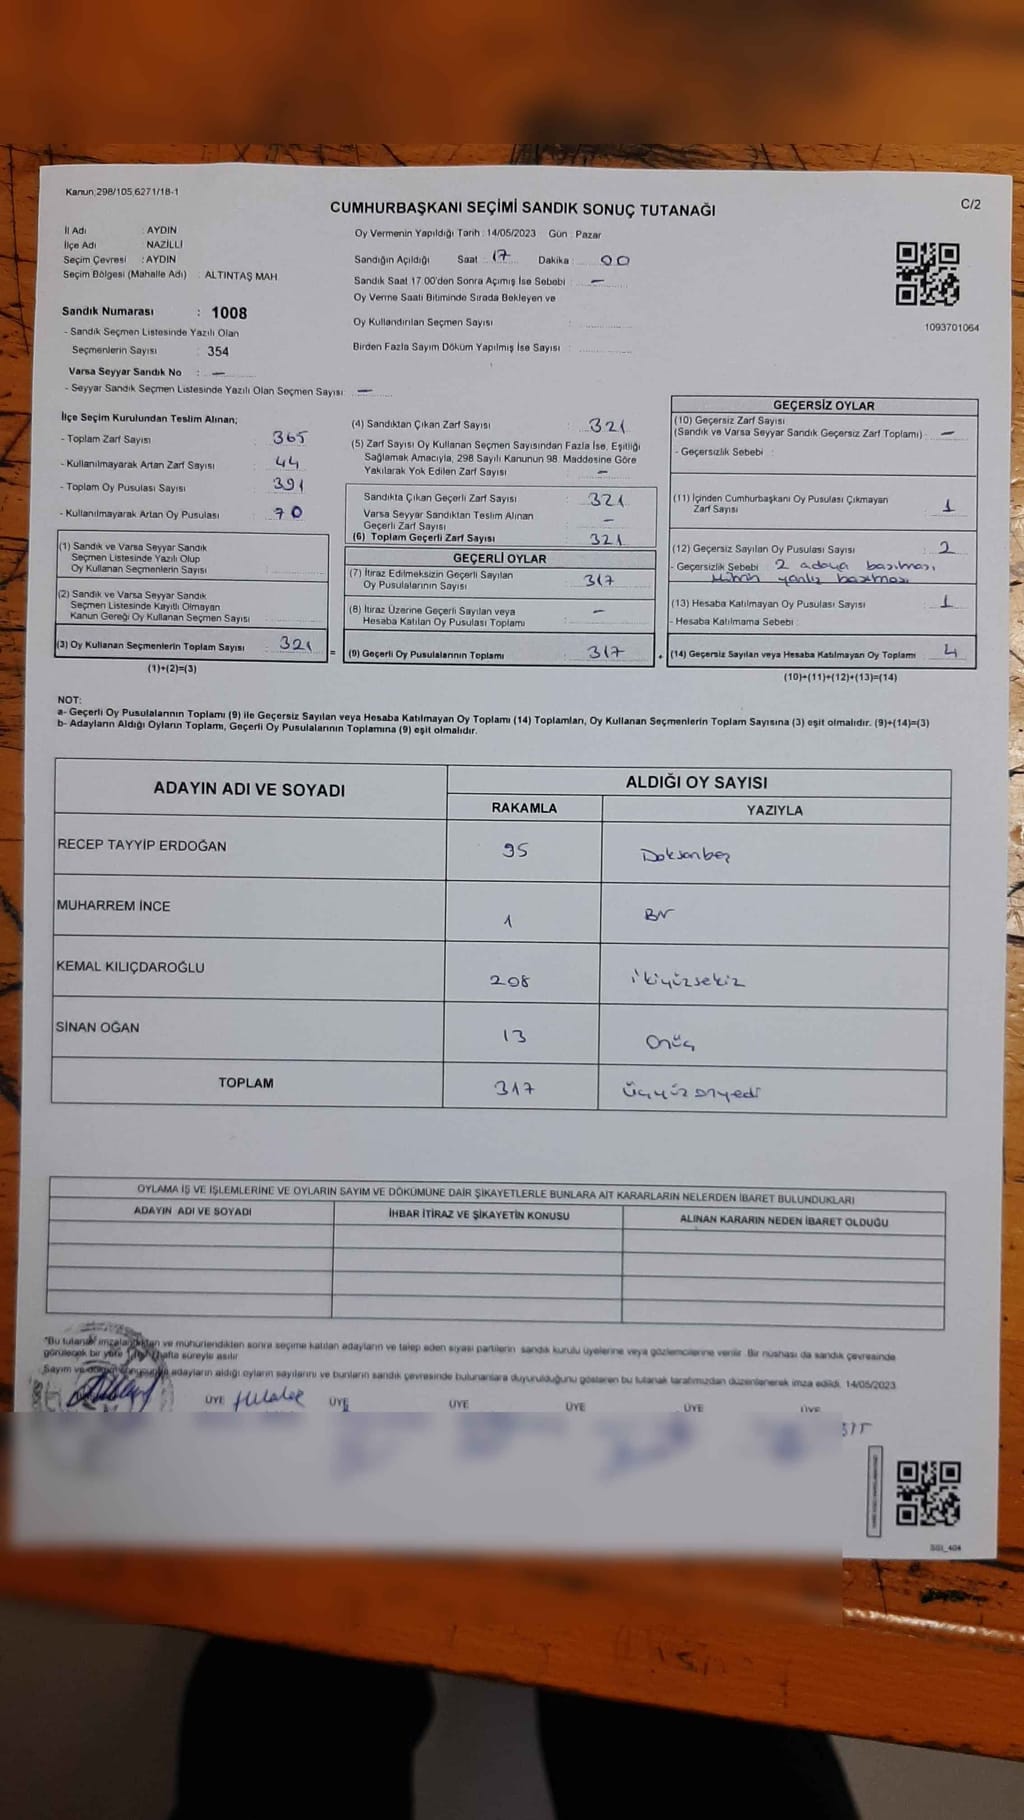 Kanun:298/105,6271/18-1
C/2
CUMHURBAŞKANI SEÇİMİ SANDIK SONUÇ TUTANAĞI
İl Adı : AYDIN
İlçe Adı : NAZİLLİ
Seçim Çevresi : AYDIN
Seçim Bölgesi (Mahalle Adı) : ALTINTAŞ MAH.
Sandık Numarası : 1008
- Sandık Seçmen Listesinde Yazılı Olan
Seçmenlerin Sayısı : 354
Varsa Seyyar Sandık No : —
- Seyyar Sandık Seçmen Listesinde Yazılı Olan Seçmen Sayısı: —
Oy Vermenin Yapıldığı Tarih : 14/05/2023 Gün : Pazar
Sandığın Açıldığı Saat : 17 Dakika : 00
Sandık Saat 17.00'den Sonra Açımış İse Sebebi : —
Oy Verme Saati Bitiminde Sırada Bekleyen ve
Oy Kullandırılan Seçmen Sayısı :
Birden Fazla Sayım Döküm Yapılmış İse Sayısı :
1093701064
İlçe Seçim Kurulundan Teslim Alınan;
- Toplam Zarf Sayısı : 365
- Kullanılmayarak Artan Zarf Sayısı : 44
- Toplam Oy Pusulası Sayısı : 391
- Kullanılmayarak Artan Oy Pusulası : 70
(1) Sandık ve Varsa Seyyar Sandık
Seçmen Listesinde Yazılı Olup
Oy Kullanan Seçmenlerin Sayısı :
(2) Sandık ve Varsa Seyyar Sandık
Seçmen Listesinde Kayıtlı Olmayan
Kanun Gereği Oy Kullanan Seçmen Sayısı :
(3) Oy Kullanan Seçmenlerin Toplam Sayısı : 321
(1)+(2)=(3)
(4) Sandıktan Çıkan Zarf Sayısı : 321
(5) Zarf Sayısı Oy Kullanan Seçmen Sayısından Fazla İse, Eşitliği
Sağlamak Amacıyla, 298 Sayılı Kanunun 98. Maddesine Göre
Yakılarak Yok Edilen Zarf Sayısı : —
Sandıkta Çıkan Geçerli Zarf Sayısı : 321
Varsa Seyyar Sandıktan Teslim Alınan
Geçerli Zarf Sayısı : —
(6) Toplam Geçerli Zarf Sayısı : 321
GEÇERLİ OYLAR
(7) İtiraz Edilmeksizin Geçerli Sayılan
Oy Pusulalarının Sayısı : 317
(8) İtiraz Üzerine Geçerli Sayılan veya
Hesaba Katılan Oy Pusulası Toplamı : —
= (9) Geçerli Oy Pusulalarının Toplamı : 317
GEÇERSİZ OYLAR
(10) Geçersiz Zarf Sayısı
(Sandık ve Varsa Seyyar Sandık Geçersiz Zarf Toplamı) : —
- Geçersizlik Sebebi :
(11) İçinden Cumhurbaşkanı Oy Pusulası Çıkmayan
Zarf Sayısı : 1
(12) Geçersiz Sayılan Oy Pusulası Sayısı : 2
- Geçersizlik Sebebi 2 adaya basılması
Mührün yanlış basılması
(13) Hesaba Katılmayan Oy Pusulası Sayısı : 1
- Hesaba Katılmama Sebebi :
+ (14) Geçersiz Sayılan veya Hesaba Katılmayan Oy Toplamı : 4
(10)+(11)+(12)+(13)=(14)
NOT:
a- Geçerli Oy Pusulalarının Toplamı (9) ile Geçersiz Sayılan veya Hesaba Katılmayan Oy Toplamı (14) Toplamları, Oy Kullanan Seçmenlerin Toplam Sayısına (3) eşit olmalıdır. (9)+(14)=(3)
b- Adayların Aldığı Oyların Toplamı, Geçerli Oy Pusulalarının Toplamına (9) eşit olmalıdır.
ADAYIN ADI VE SOYADI ALDIĞI OY SAYISI
RAKAMLA YAZIYLA
RECEP TAYYİP ERDOĞAN 95 Doksanbeş
MUHARREM İNCE 1 Bir
KEMAL KILIÇDAROĞLU 208 ikiyüzsekiz
SİNAN OĞAN 13 Onüç
TOPLAM 317 Üçyüzonyedi
OYLAMA İŞ VE İŞLEMLERİNE VE OYLARIN SAYIM VE DÖKÜMÜNE DAİR ŞİKAYETLERLE BUNLARA AİT KARARLARIN NELERDEN İBARET BULUNDUKLARI
ADAYIN ADI VE SOYADI İHBAR İTİRAZ VE ŞİKAYETİN KONUSU ALINAN KARARIN NEDEN İBARET OLDUĞU
*Bu tutanak imzalandıktan ve mühürlendikten sonra seçime katılan adayların ve talep eden siyasi partilerin sandık kurulu üyelerine veya gözlemcilerine verilir. Bir nüshası da sandık çevresinde
görülecek bir yere 1 hafta süreyle asılır.
Sayım ve adayların aldığı oyların sayılarını ve bunların sandık çevresinde bulunanlara duyurulduğunu gösteren bu tutanak tarafımızdan düzenlenerek imza edildi. 14/05/2023
ÜYE ÜYE ÜYE ÜYE ÜYE ÜYE